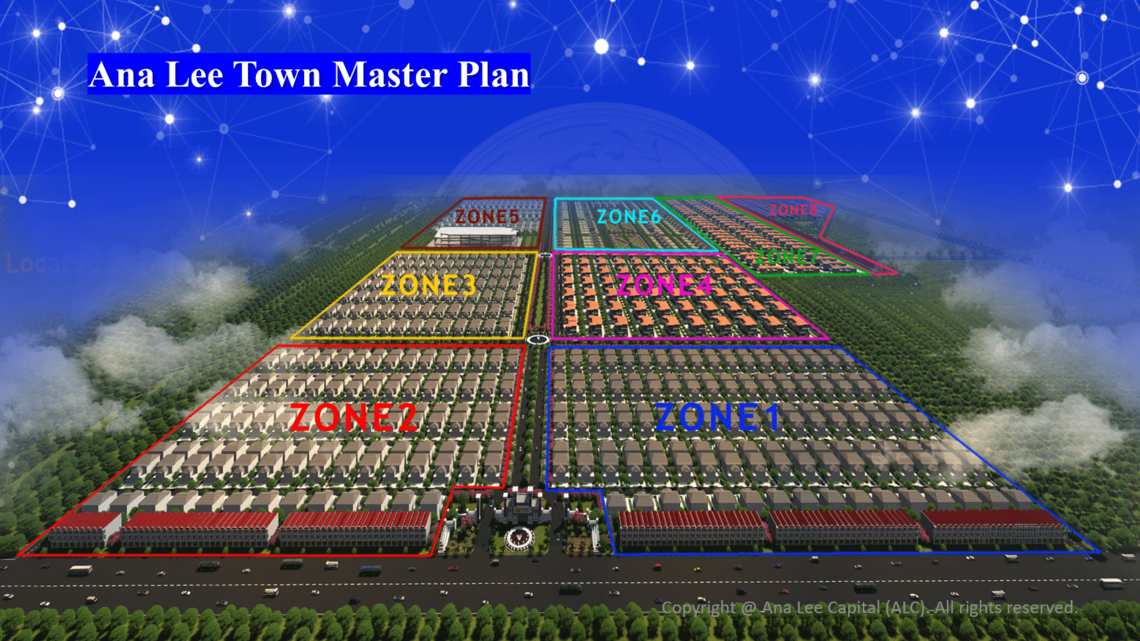 Ana Lee Town Master Plan
ZONE5
ZONE6
ZONE8
ZONE7
ZONE3
ZONE4
ZONE2
ZONE1
Copyright @ Ana Lee Capital (ALC). All rights reserved.